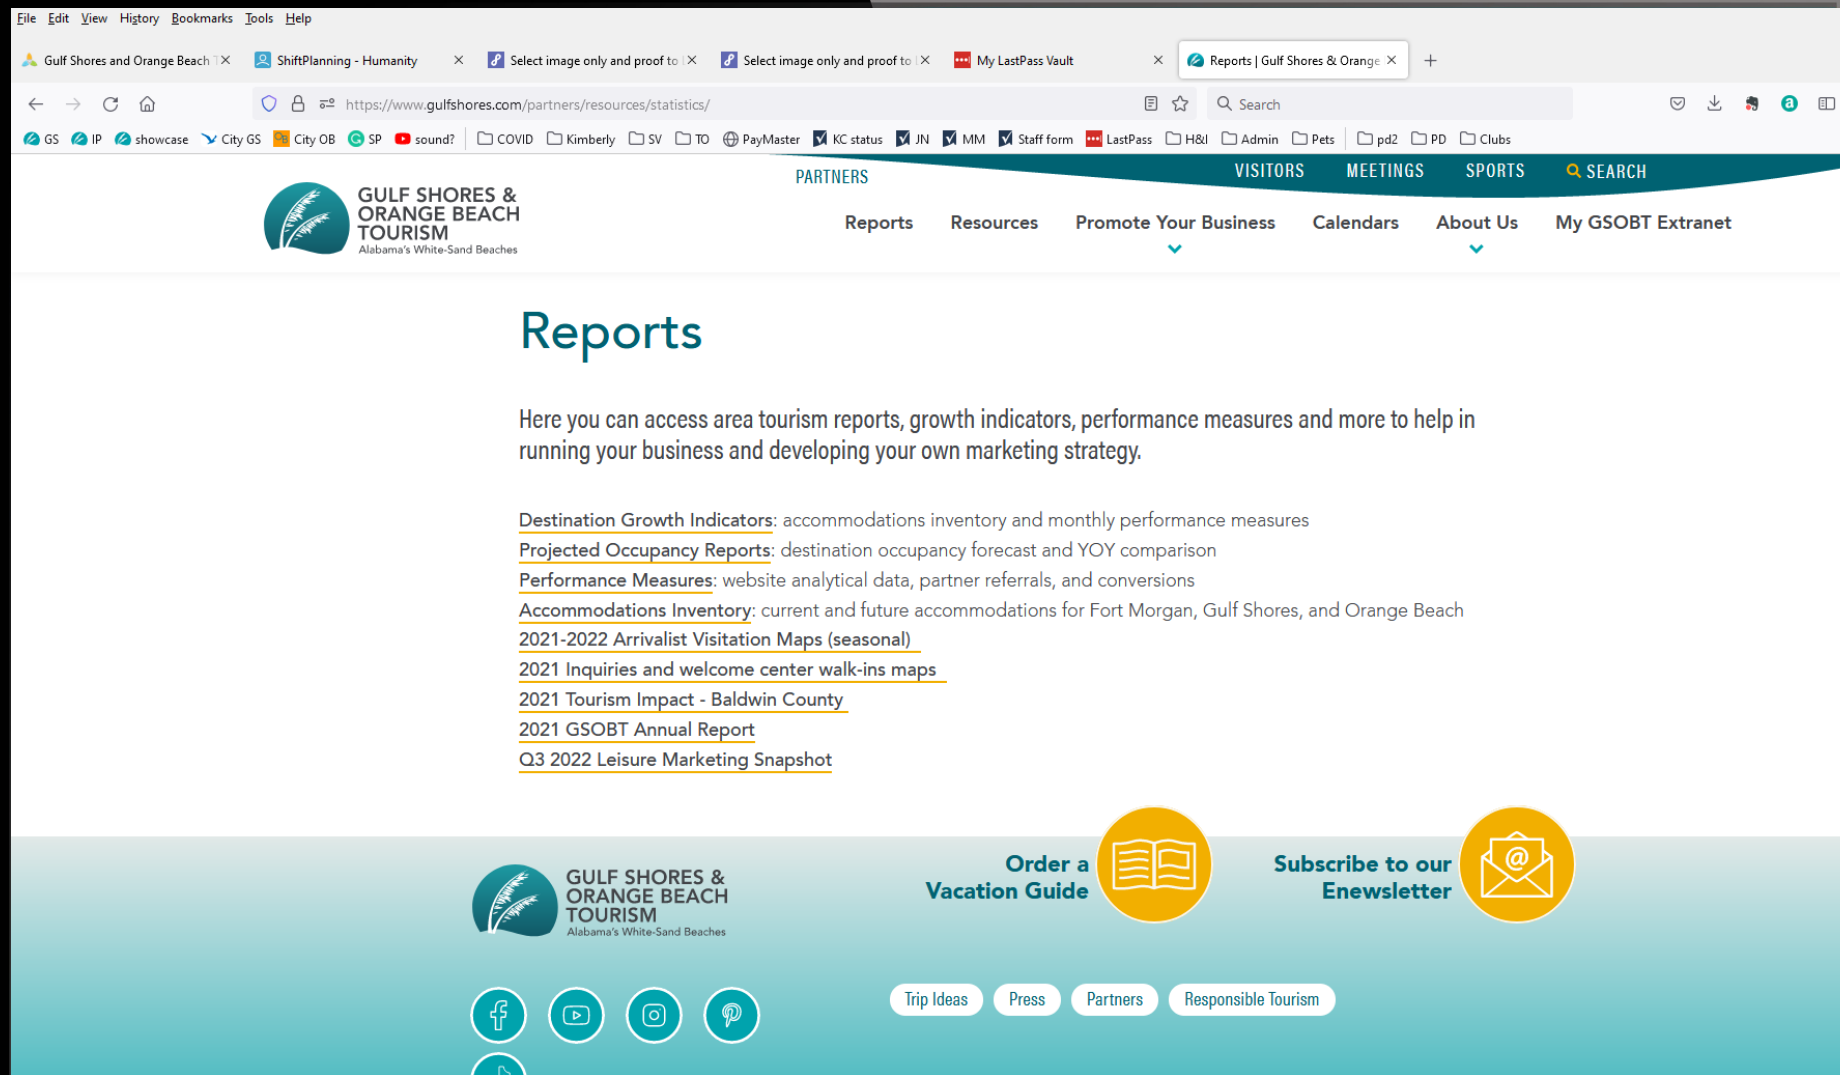 File Edit View History Bookmarks Tools Help
Gulf Shores and Orange Beach T
ShiftPlanning - Humanity
Select image only and proof to
Select image only and proof to
My LastPass Vault
Reports | Gulf Shores & Orange
https://www.gulfshores.com/partners/resources/statistics/
Search
GS IP showcase City GS City OB SP sound? COVID Kimberly SV TO PayMaster KC status JN MM Staff form LastPass H&I Admin Pets pd2 PD Clubs
PARTNERS VISITORS MEETINGS SPORTS SEARCH
GULF SHORES &
ORANGE BEACH
TOURISM
Alabama's White-Sand Beaches
Reports Resources Promote Your Business Calendars About Us My GSOBT Extranet
Reports
Here you can access area tourism reports, growth indicators, performance measures and more to help in
running your business and developing your own marketing strategy.
Destination Growth Indicators: accommodations inventory and monthly performance measures
Projected Occupancy Reports: destination occupancy forecast and YOY comparison
Performance Measures: website analytical data, partner referrals, and conversions
Accommodations Inventory: current and future accommodations for Fort Morgan, Gulf Shores, and Orange Beach
2021-2022 Arrivalist Visitation Maps (seasonal)
2021 Inquiries and welcome center walk-ins maps
2021 Tourism Impact - Baldwin County
2021 GSOBT Annual Report
Q3 2022 Leisure Marketing Snapshot
GULF SHORES &
ORANGE BEACH
TOURISM
Alabama's White-Sand Beaches
Order a
Vacation Guide
Subscribe to our
Enewsletter
Trip Ideas Press Partners Responsible Tourism